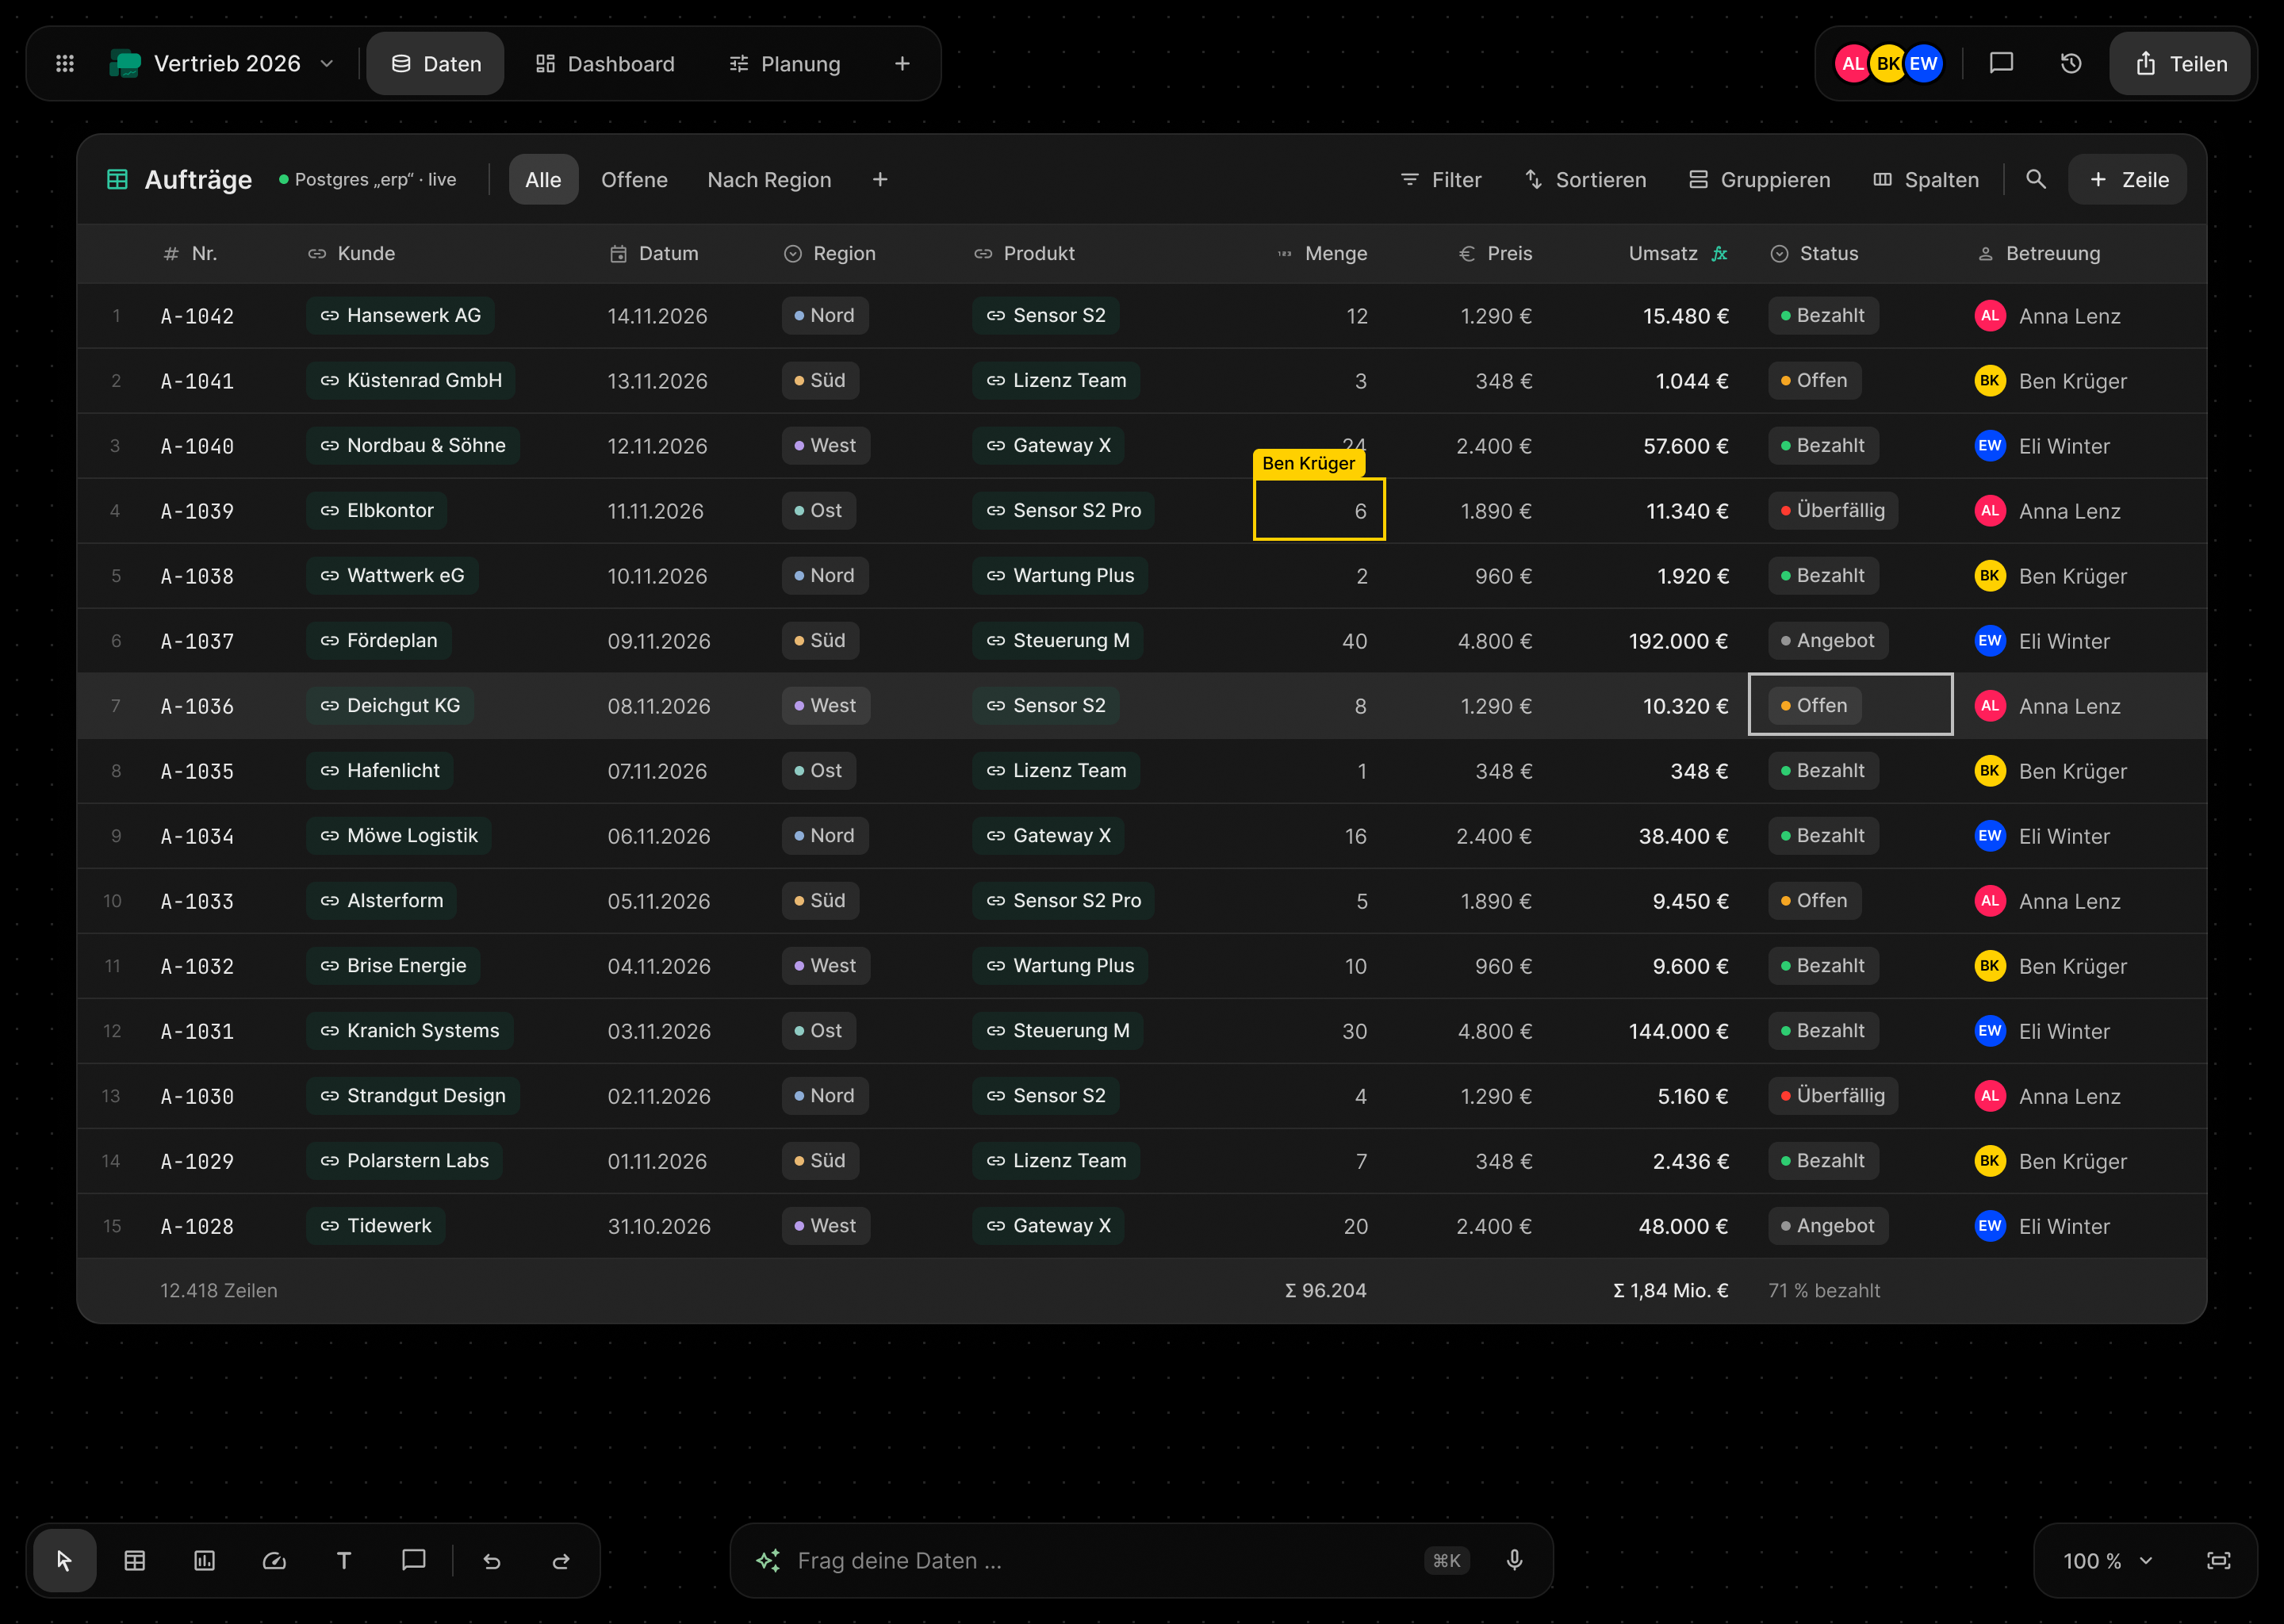 Vertrieb 2026 Daten Dashboard Planung
AL BK EW Teilen
Aufträge Postgres „erp“ · live Alle Offene Nach Region Filter Sortieren Gruppieren Spalten Zeile
# Nr. Kunde Datum Region Produkt 123 Menge € Preis Umsatz fx Status Betreuung
1 A-1042 Hansewerk AG 14.11.2026 Nord Sensor S2 12 1.290 € 15.480 € Bezahlt AL Anna Lenz
2 A-1041 Küstenrad GmbH 13.11.2026 Süd Lizenz Team 3 348 € 1.044 € Offen BK Ben Krüger
3 A-1040 Nordbau & Söhne 12.11.2026 West Gateway X 24 2.400 € 57.600 € Bezahlt EW Eli Winter
Ben Krüger
4 A-1039 Elbkontor 11.11.2026 Ost Sensor S2 Pro 6 1.890 € 11.340 € Überfällig AL Anna Lenz
5 A-1038 Wattwerk eG 10.11.2026 Nord Wartung Plus 2 960 € 1.920 € Bezahlt BK Ben Krüger
6 A-1037 Fördeplan 09.11.2026 Süd Steuerung M 40 4.800 € 192.000 € Angebot EW Eli Winter
7 A-1036 Deichgut KG 08.11.2026 West Sensor S2 8 1.290 € 10.320 € Offen AL Anna Lenz
8 A-1035 Hafenlicht 07.11.2026 Ost Lizenz Team 1 348 € 348 € Bezahlt BK Ben Krüger
9 A-1034 Möwe Logistik 06.11.2026 Nord Gateway X 16 2.400 € 38.400 € Bezahlt EW Eli Winter
10 A-1033 Alsterform 05.11.2026 Süd Sensor S2 Pro 5 1.890 € 9.450 € Offen AL Anna Lenz
11 A-1032 Brise Energie 04.11.2026 West Wartung Plus 10 960 € 9.600 € Bezahlt BK Ben Krüger
12 A-1031 Kranich Systems 03.11.2026 Ost Steuerung M 30 4.800 € 144.000 € Bezahlt EW Eli Winter
13 A-1030 Strandgut Design 02.11.2026 Nord Sensor S2 4 1.290 € 5.160 € Überfällig AL Anna Lenz
14 A-1029 Polarstern Labs 01.11.2026 Süd Lizenz Team 7 348 € 2.436 € Bezahlt BK Ben Krüger
15 A-1028 Tidewerk 31.10.2026 West Gateway X 20 2.400 € 48.000 € Angebot EW Eli Winter
12.418 Zeilen Σ 96.204 Σ 1,84 Mio. € 71 % bezahlt
T Frag deine Daten ... ⌘K 100 %